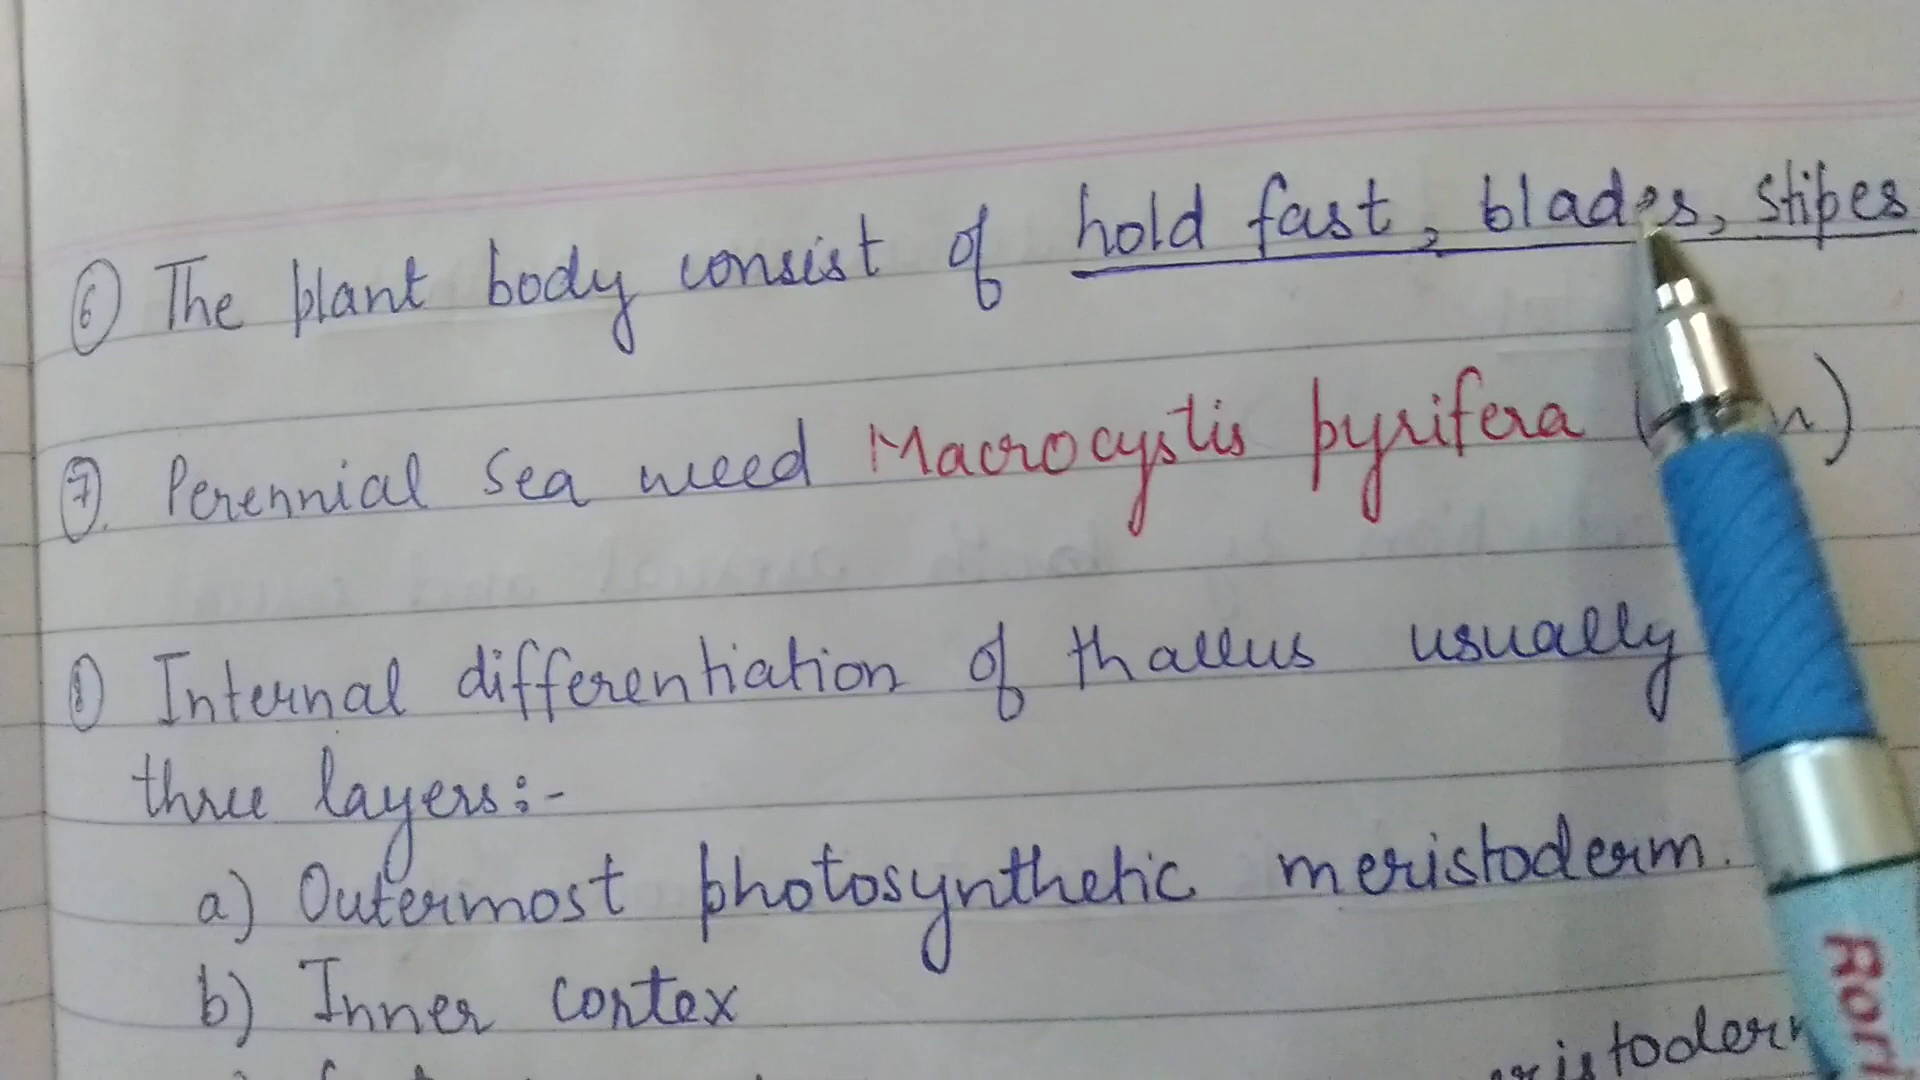 ⑥ The plant body consist of hold fast, blades, stipes
⑦. Perennial sea weed Macrocystis pyrifera (
⑧ Internal differentiation of thallus usually
three layers:-
a) Outermost photosynthetic meristoderm.
b) Inner cortex